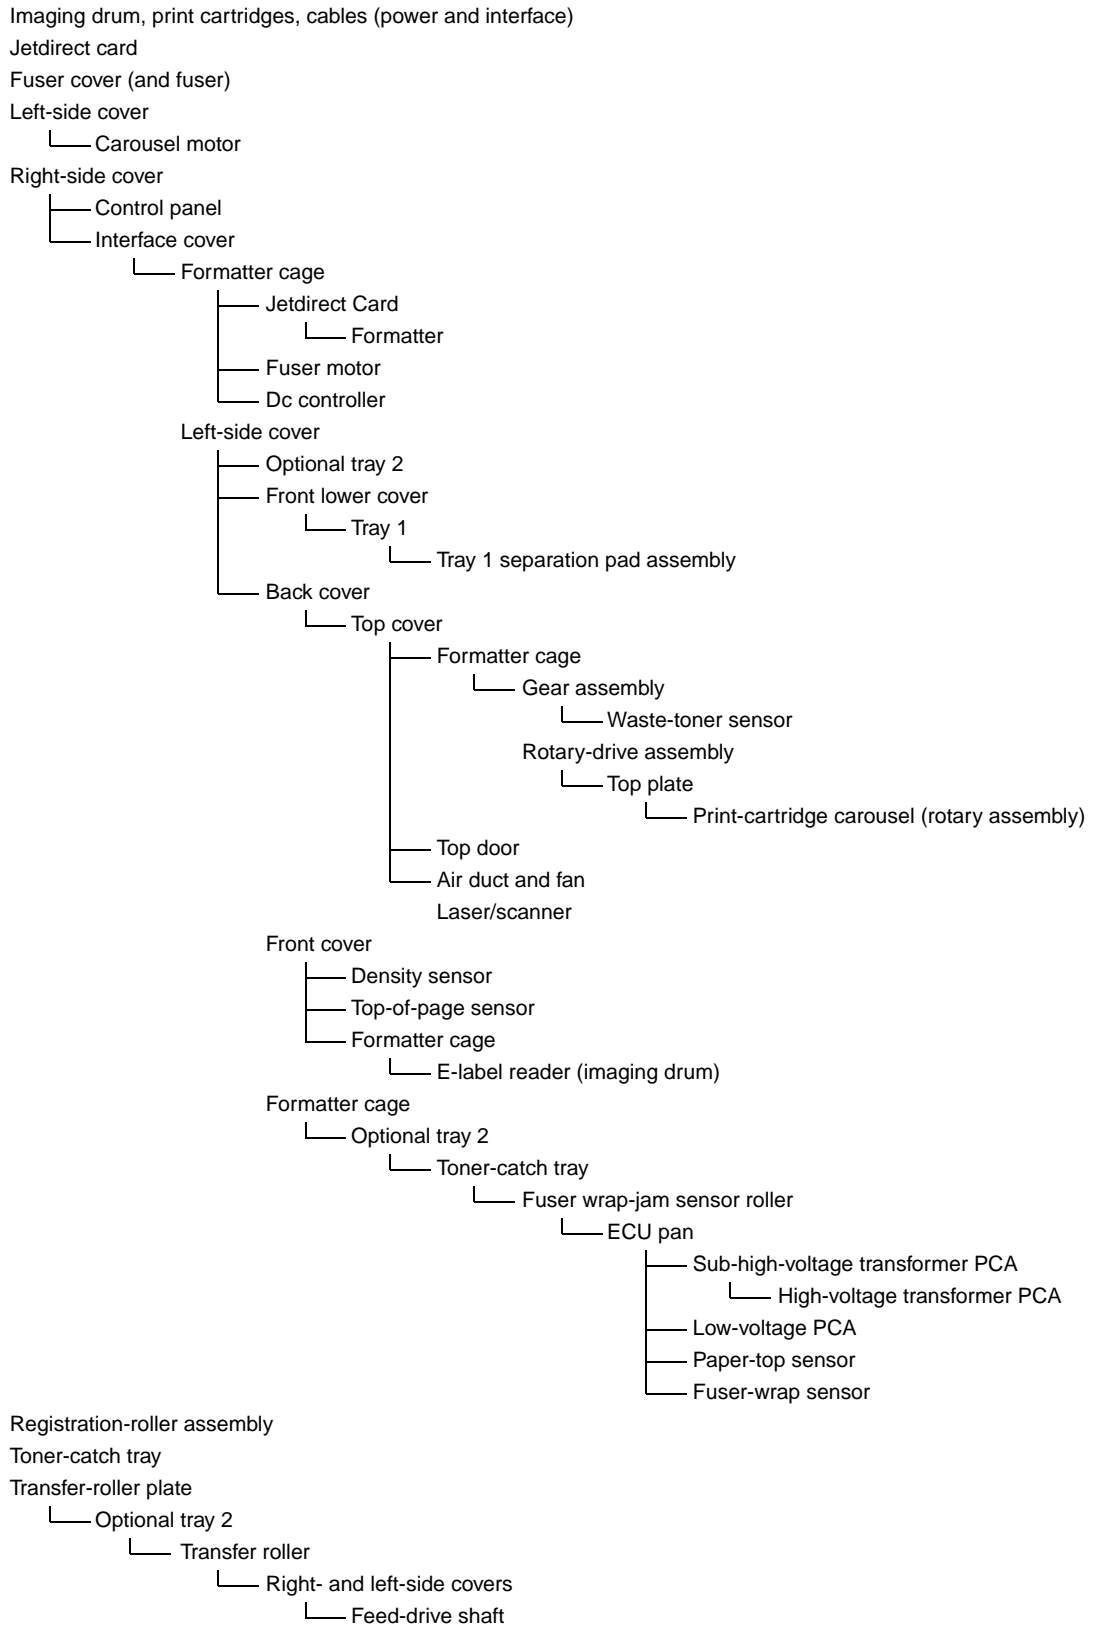 Imaging drum, print cartridges, cables (power and interface)
Jetdirect card
Fuser cover (and fuser)
Left-side cover
Carousel motor
Right-side cover
Control panel
Interface cover
Formatter cage
Jetdirect Card
Formatter
Fuser motor
Dc controller
Left-side cover
Optional tray 2
Front lower cover
Tray 1
Tray 1 separation pad assembly
Back cover
Top cover
Formatter cage
Gear assembly
Waste-toner sensor
Rotary-drive assembly
Top plate
Print-cartridge carousel (rotary assembly)
Top door
Air duct and fan
Laser/scanner
Front cover
Density sensor
Top-of-page sensor
Formatter cage
E-label reader (imaging drum)
Formatter cage
Optional tray 2
Toner-catch tray
Fuser wrap-jam sensor roller
ECU pan
Sub-high-voltage transformer PCA
High-voltage transformer PCA
Low-voltage PCA
Paper-top sensor
Fuser-wrap sensor
Registration-roller assembly
Toner-catch tray
Transfer-roller plate
Optional tray 2
Transfer roller
Right- and left-side covers
Feed-drive shaft